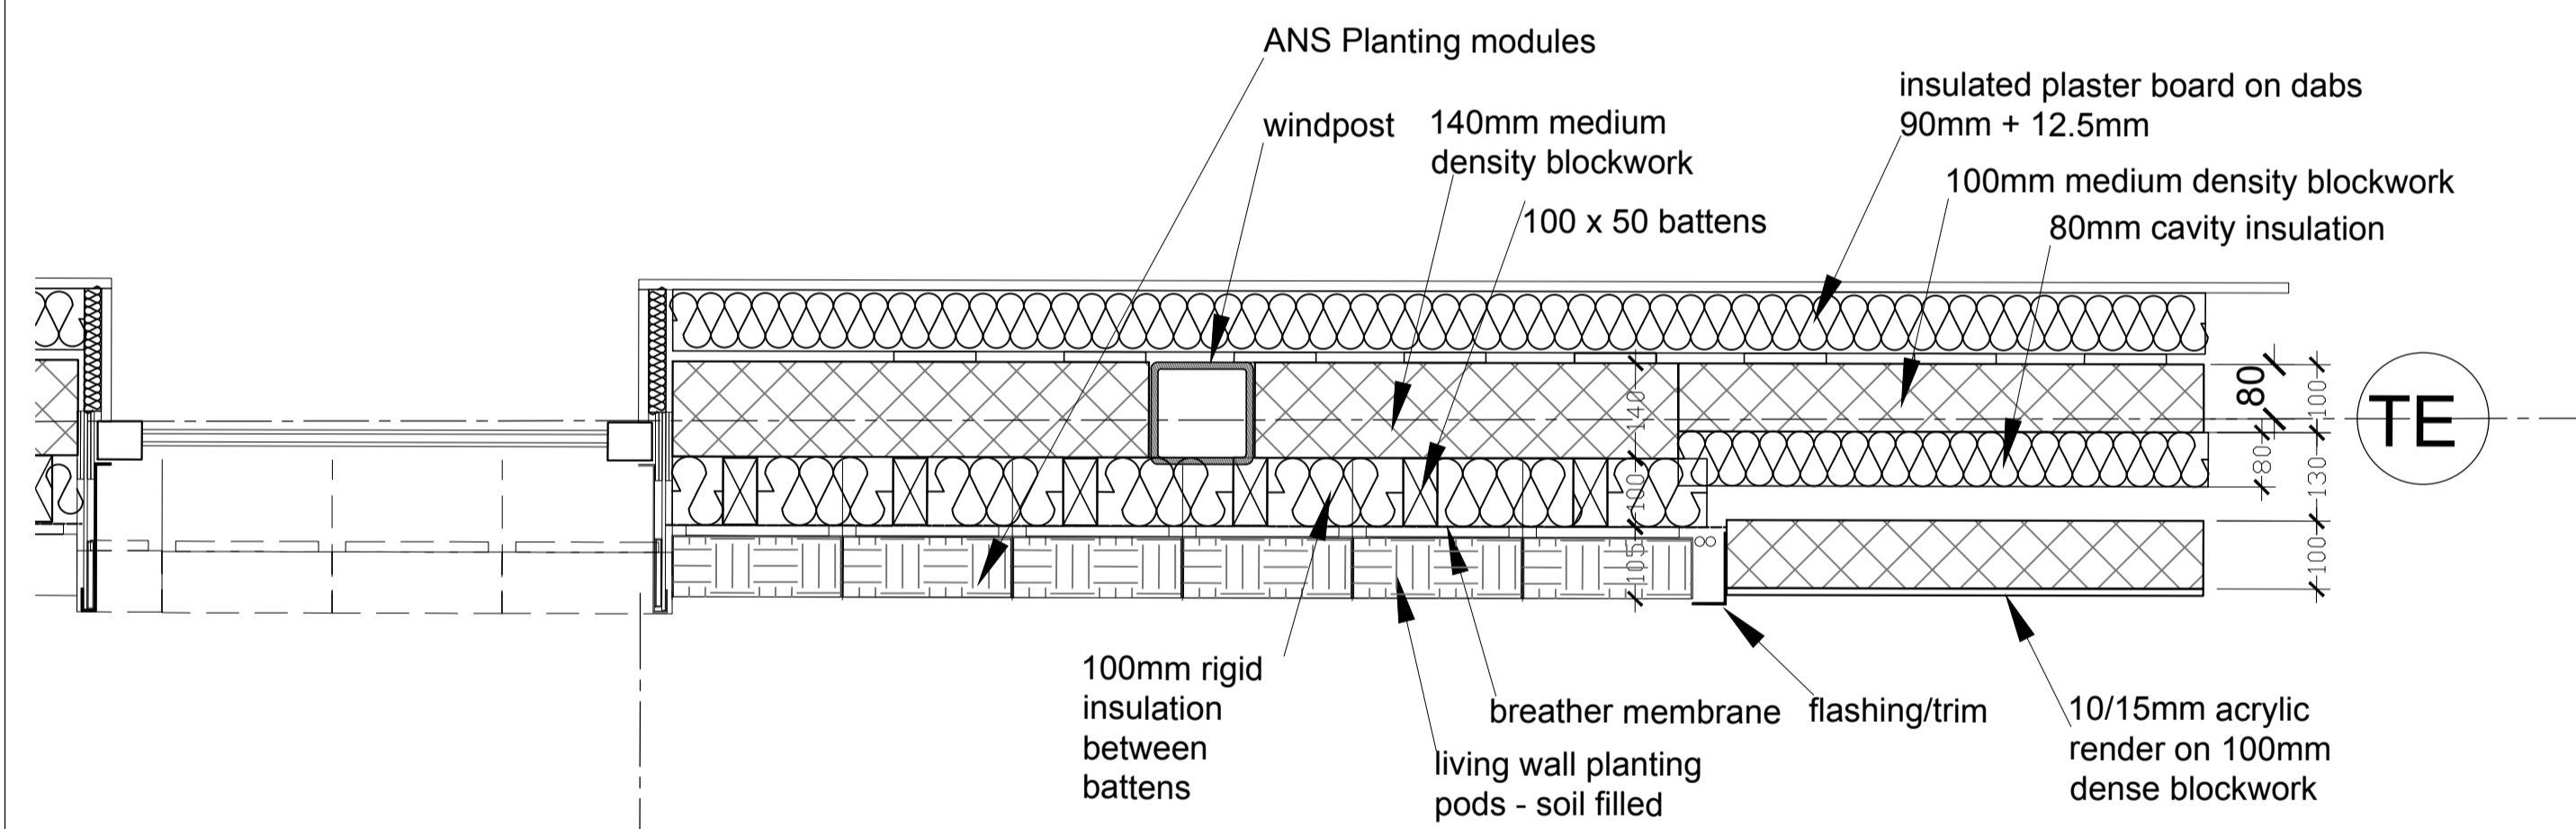 ANS Planting modules
windpost
140mm medium
density blockwork
100 x 50 battens
insulated plaster board on dabs
90mm + 12.5mm
100mm medium density blockwork
80mm cavity insulation
140
100
105
80
100
80
130
100
TE
100mm rigid
insulation
between
battens
breather membrane
living wall planting
pods - soil filled
flashing/trim
10/15mm acrylic
render on 100mm
dense blockwork